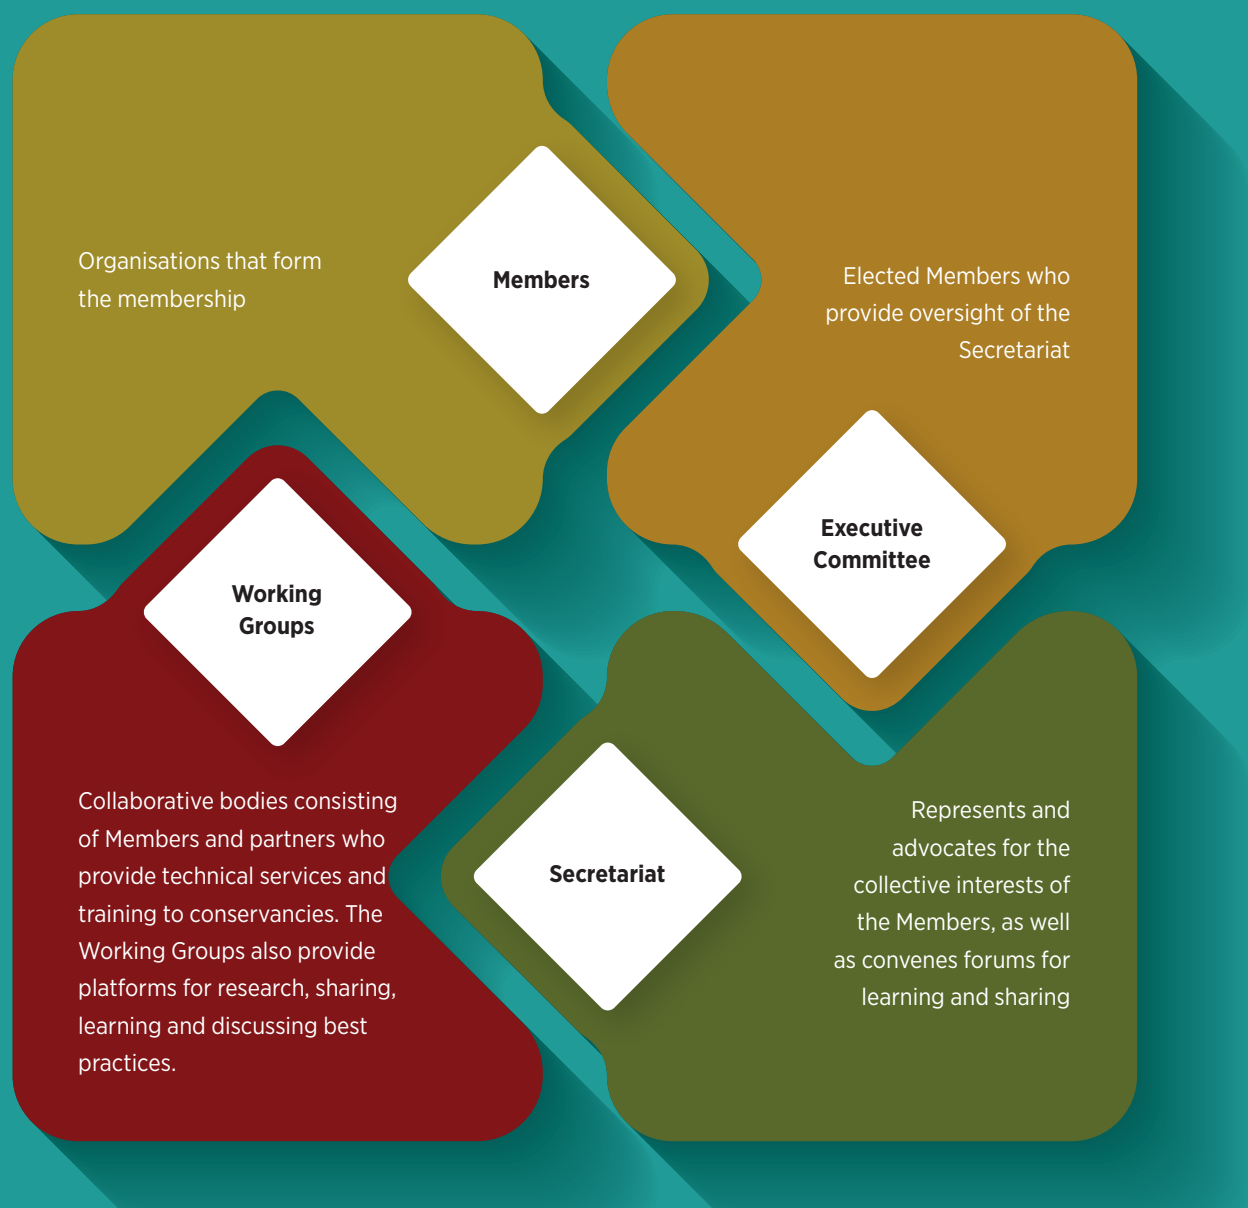 Organisations that form
the membership
Members
Elected Members who
provide oversight of the
Secretariat
Executive
Committee
Working
Groups
Collaborative bodies consisting
of Members and partners who
provide technical services and
training to conservancies. The
Working Groups also provide
platforms for research, sharing,
learning and discussing best
practices.
Secretariat
Represents and
advocates for the
collective interests of
the Members, as well
as convenes forums for
learning and sharing